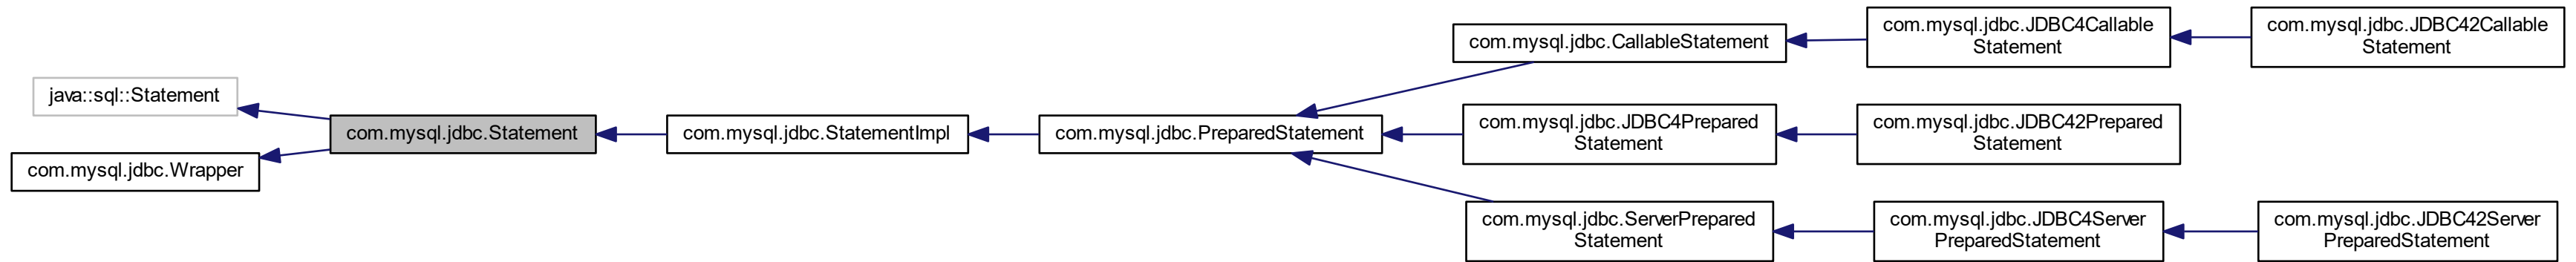 java::sql::Statement
com.mysql.jdbc.Wrapper
com.mysql.jdbc.Statement
com.mysql.jdbc.StatementImpl
com.mysql.jdbc.PreparedStatement
com.mysql.jdbc.CallableStatement
com.mysql.jdbc.JDBC4Callable
Statement
com.mysql.jdbc.JDBC42Callable
Statement
com.mysql.jdbc.JDBC4Prepared
Statement
com.mysql.jdbc.JDBC42Prepared
Statement
com.mysql.jdbc.ServerPrepared
Statement
com.mysql.jdbc.JDBC4Server
PreparedStatement
com.mysql.jdbc.JDBC42Server
PreparedStatement